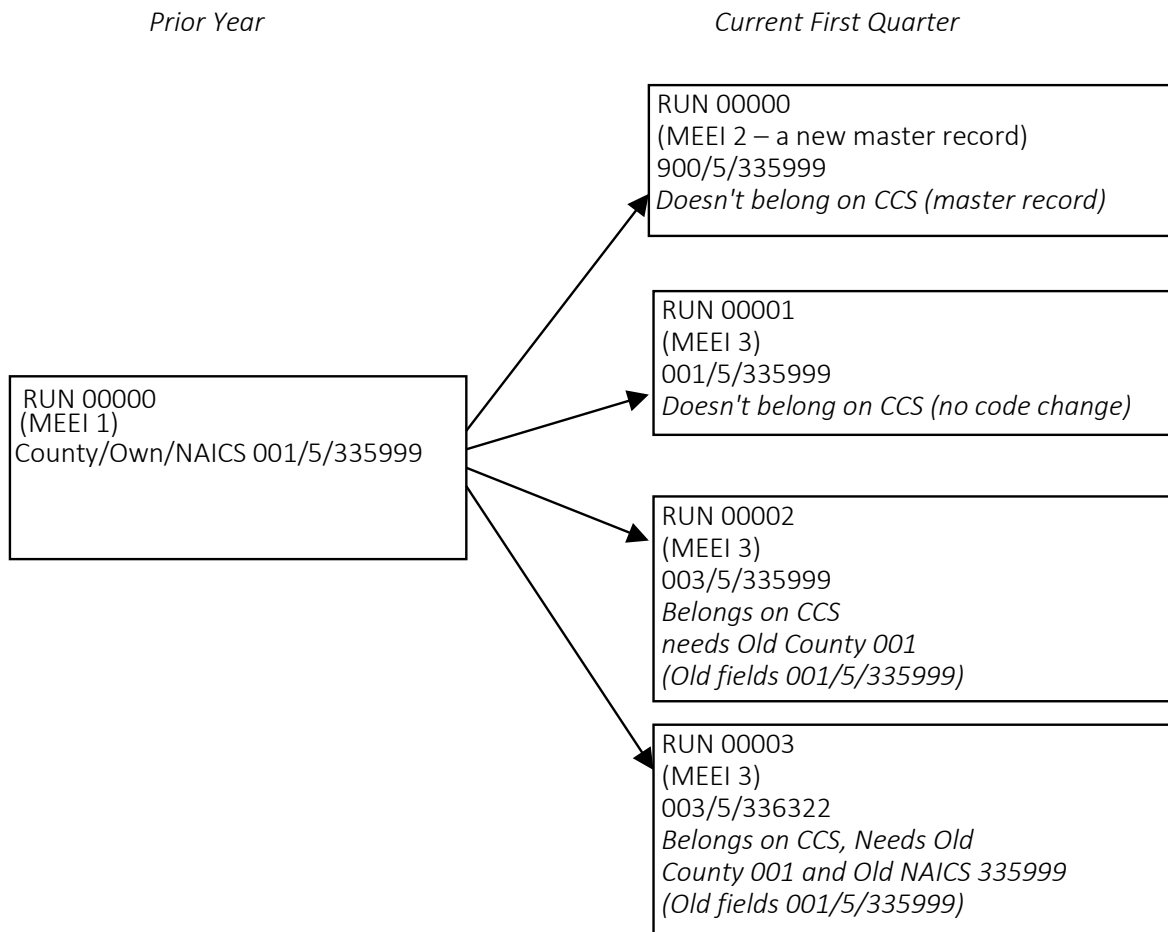 Prior Year
Current First Quarter
RUN 00000
(MEEI 1)
County/Own/NAICS 001/5/335999
RUN 00000
(MEEI 2 – a new master record)
900/5/335999
Doesn't belong on CCS (master record)
RUN 00001
(MEEI 3)
001/5/335999
Doesn't belong on CCS (no code change)
RUN 00002
(MEEI 3)
003/5/335999
Belongs on CCS
needs Old County 001
(Old fields 001/5/335999)
RUN 00003
(MEEI 3)
003/5/336322
Belongs on CCS, Needs Old
County 001 and Old NAICS 335999
(Old fields 001/5/335999)